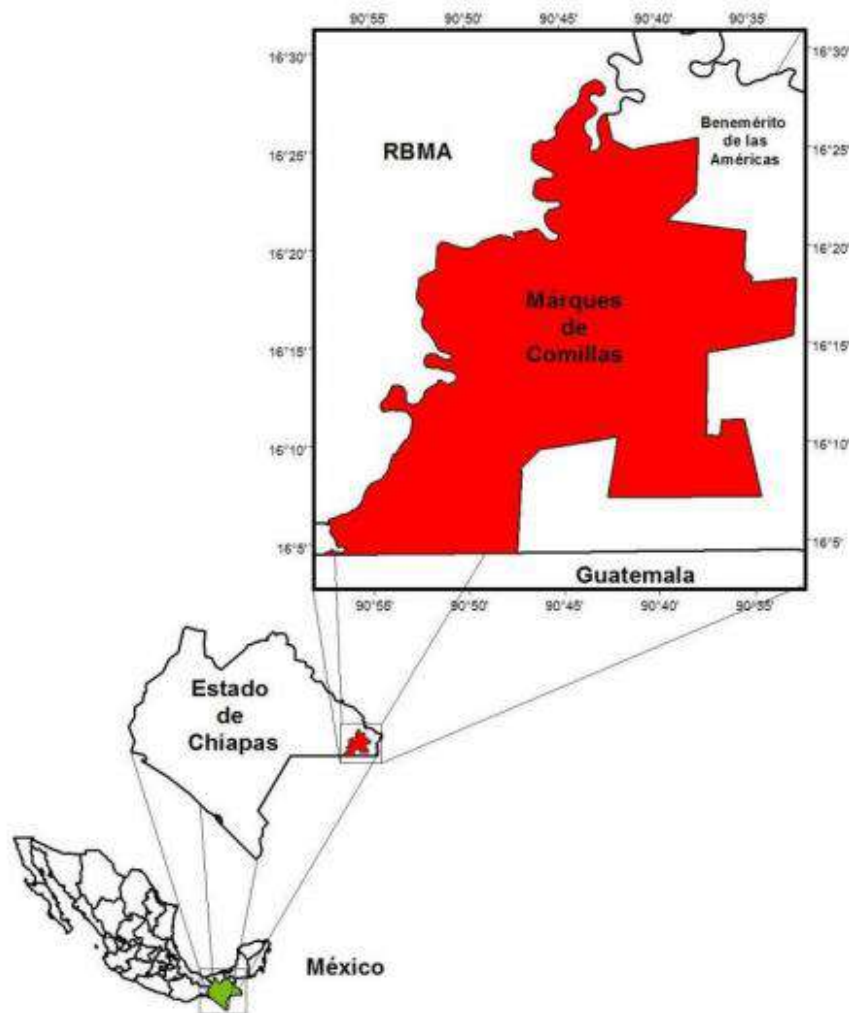 90°55'
90°50'
90°45'
90°40'
90°35'
16°30'
16°30'
RBMA
Benemérito
de las
Américas
16°25'
16°25'
16°20'
16°20'
Márques
de
Comillas
16°15'
16°15'
16°10'
16°10'
16°5'
16°5'
Guatemala
90°55'
90°50'
90°45'
90°40'
90°35'
Estado
de
Chiapas
México